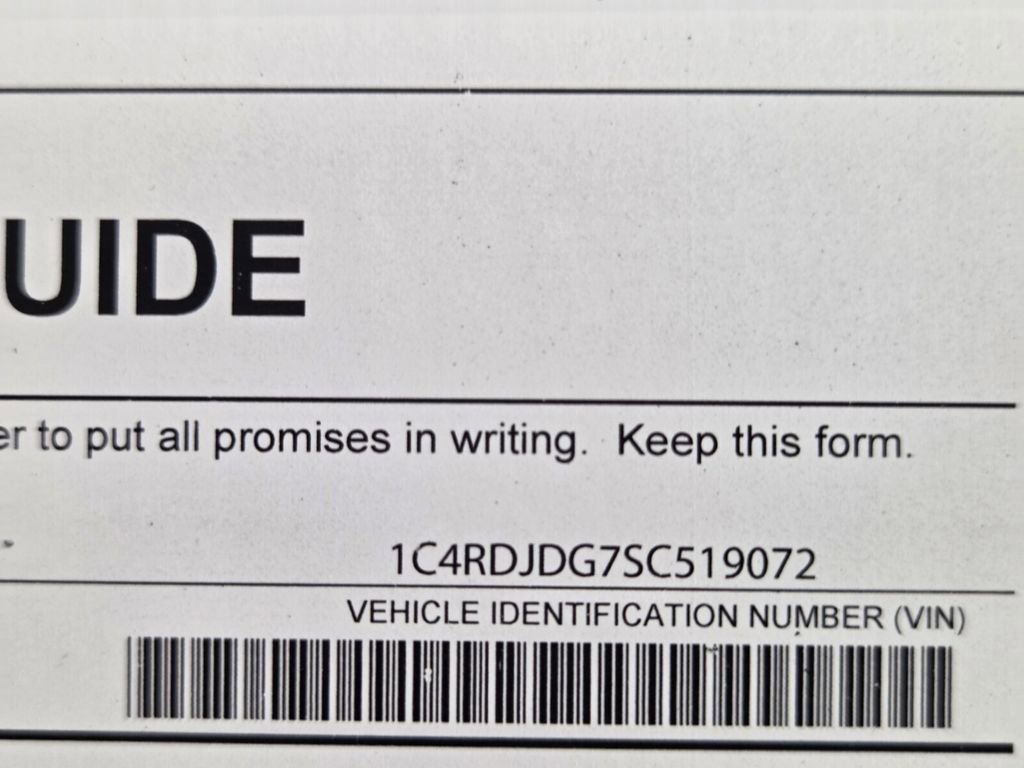 UIDE
er to put all promises in writing. Keep this form.
1C4RDJDG7SC519072
VEHICLE IDENTIFICATION NUMBER (VIN)